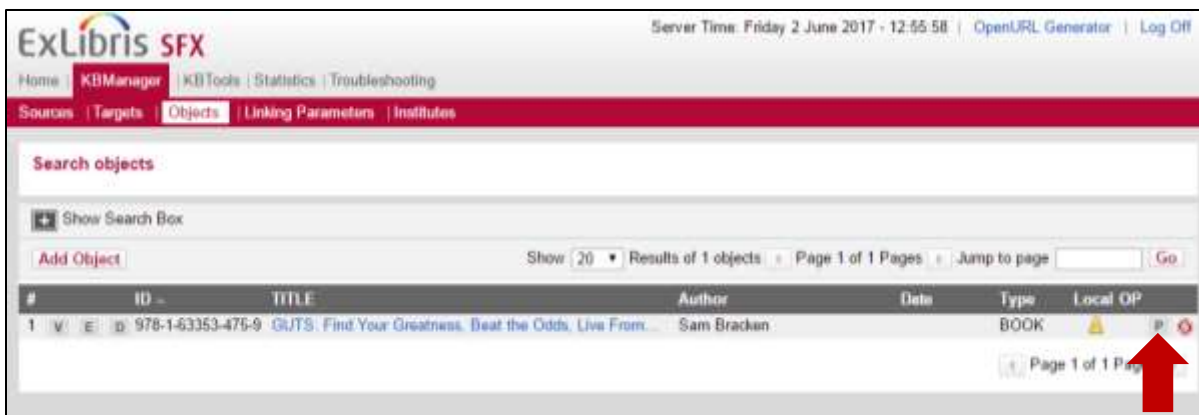 ExLibris SFX
Server Time: Friday 2 June 2017 - 12:55:58 | OpenURL Generator | Log Off
Home | KBManager | KBTools | Statistics | Troubleshooting
Sources | Targets | Objects | Linking Parameters | Institutes
Search objects
Show Search Box
Add Object Show 20 Results of 1 objects Page 1 of 1 Pages Jump to page Go
# ID TITLE Author Date Type Local OP
1 V E D 978-1-63353-475-9 GUTS: Find Your Greatness, Beat the Odds, Live From... Sam Bracken BOOK P
Page 1 of 1